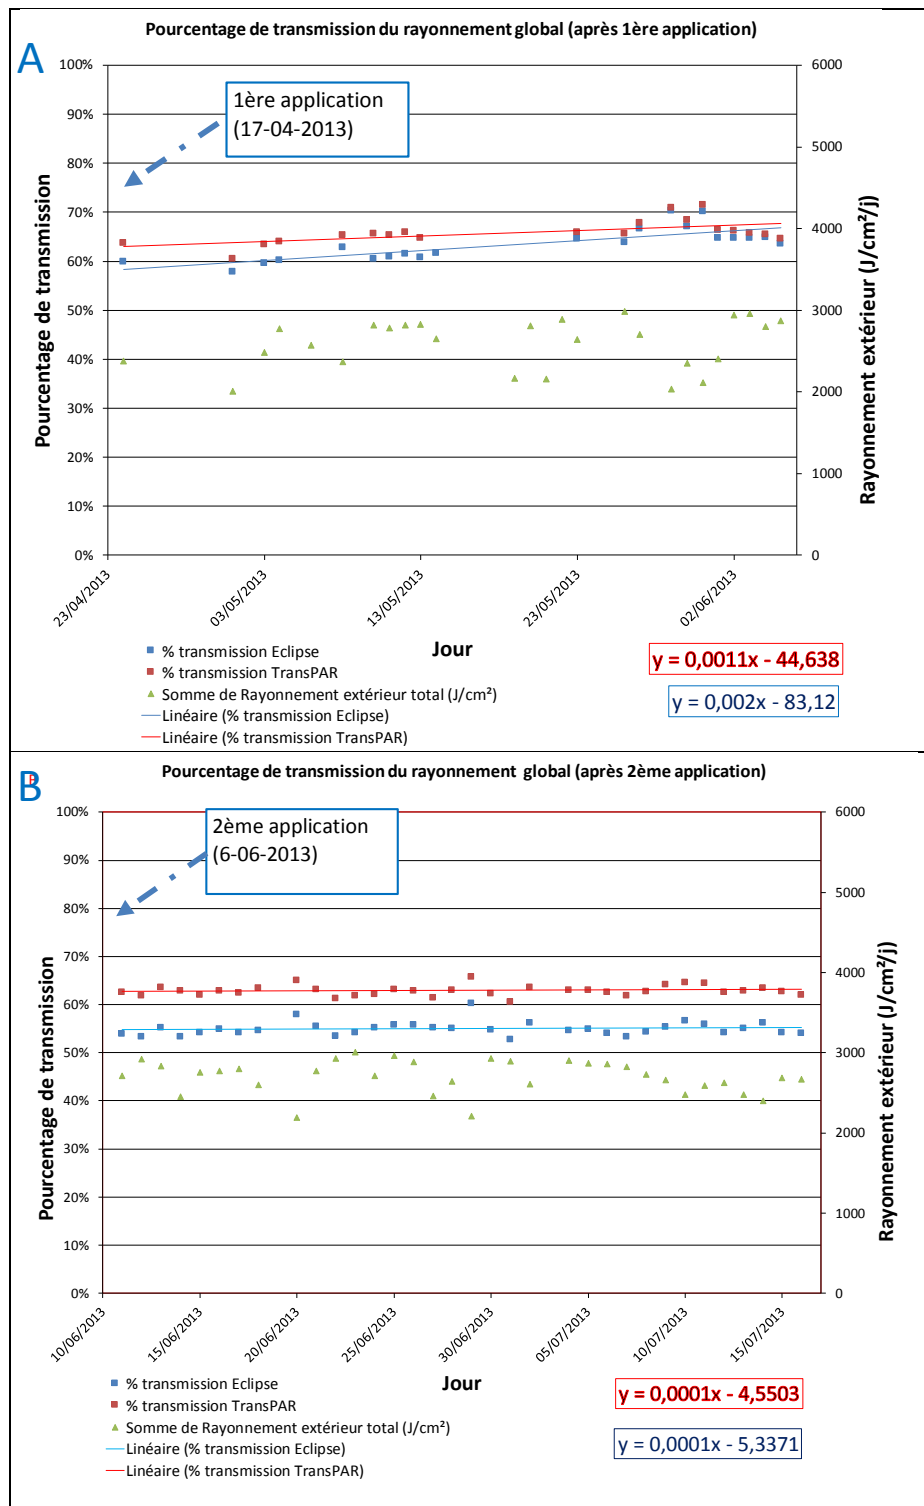 Pourcentage de transmission du rayonnement global (après 1ère application)
A
1ère application
(17-04-2013)
100%
90%
80%
70%
60%
50%
40%
30%
20%
10%
0%
Pourcentage de transmission
6000
5000
4000
3000
2000
1000
0
Rayonnement extérieur (J/cm²/j)
23/04/2013
03/05/2013
13/05/2013
23/05/2013
02/06/2013
Jour
% transmission Eclipse
% transmission TransPAR
Somme de Rayonnement extérieur total (J/cm²)
Linéaire (% transmission Eclipse)
Linéaire (% transmission TransPAR)
y = 0,0011x - 44,638
y = 0,002x - 83,12
Pourcentage de transmission du rayonnement global (après 2ème application)
B
2ème application
(6-06-2013)
100%
90%
80%
70%
60%
50%
40%
30%
20%
10%
0%
Pourcentage de transmission
6000
5000
4000
3000
2000
1000
0
Rayonnement extérieur (J/cm²/j)
10/06/2013
15/06/2013
20/06/2013
25/06/2013
30/06/2013
05/07/2013
10/07/2013
15/07/2013
Jour
% transmission Eclipse
% transmission TransPAR
Somme de Rayonnement extérieur total (J/cm²)
Linéaire (% transmission Eclipse)
Linéaire (% transmission TransPAR)
y = 0,0001x - 4,5503
y = 0,0001x - 5,3371